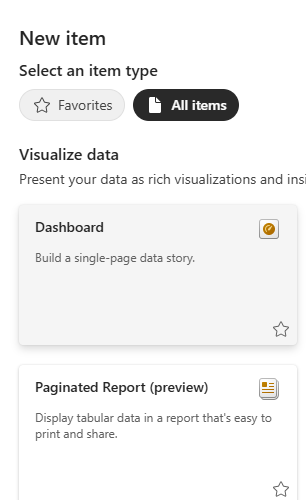 New item
Select an item type
Favorites
All items
Visualize data
Present your data as rich visualizations and
Dashboard
Build a single-page data story.
Paginated Report (preview)
Display tabular data in a report that's easy to
print and share.